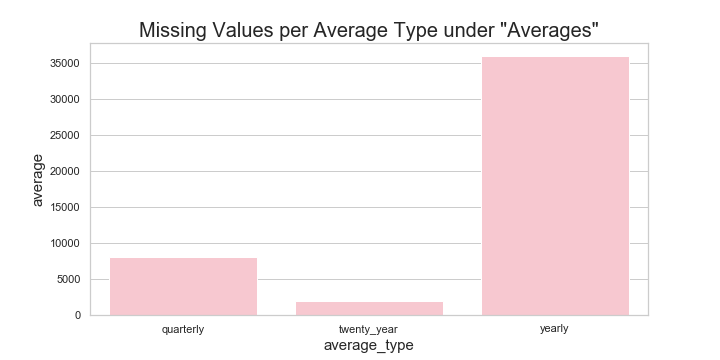 Missing Values per Average Type under "Averages"
35000
30000
25000
20000
15000
10000
5000
0
average
quarterly
twenty_year
yearly
average_type